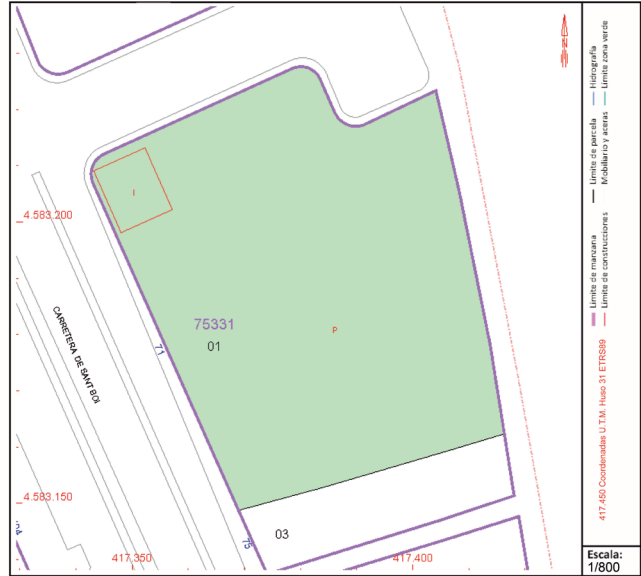 4.583.200
CARRETERA DE SANT BOI
75331
01
I
P
71
4.583.150
03
75
417.350
417.400
417.450 Coordenadas U.T.M. Huso 31 ETRS89
Límite de manzana
Límite de construcciones
Límite de parcela
Mobiliario y aceras
Hidrografía
Límite zona verde
Escala:
1/800